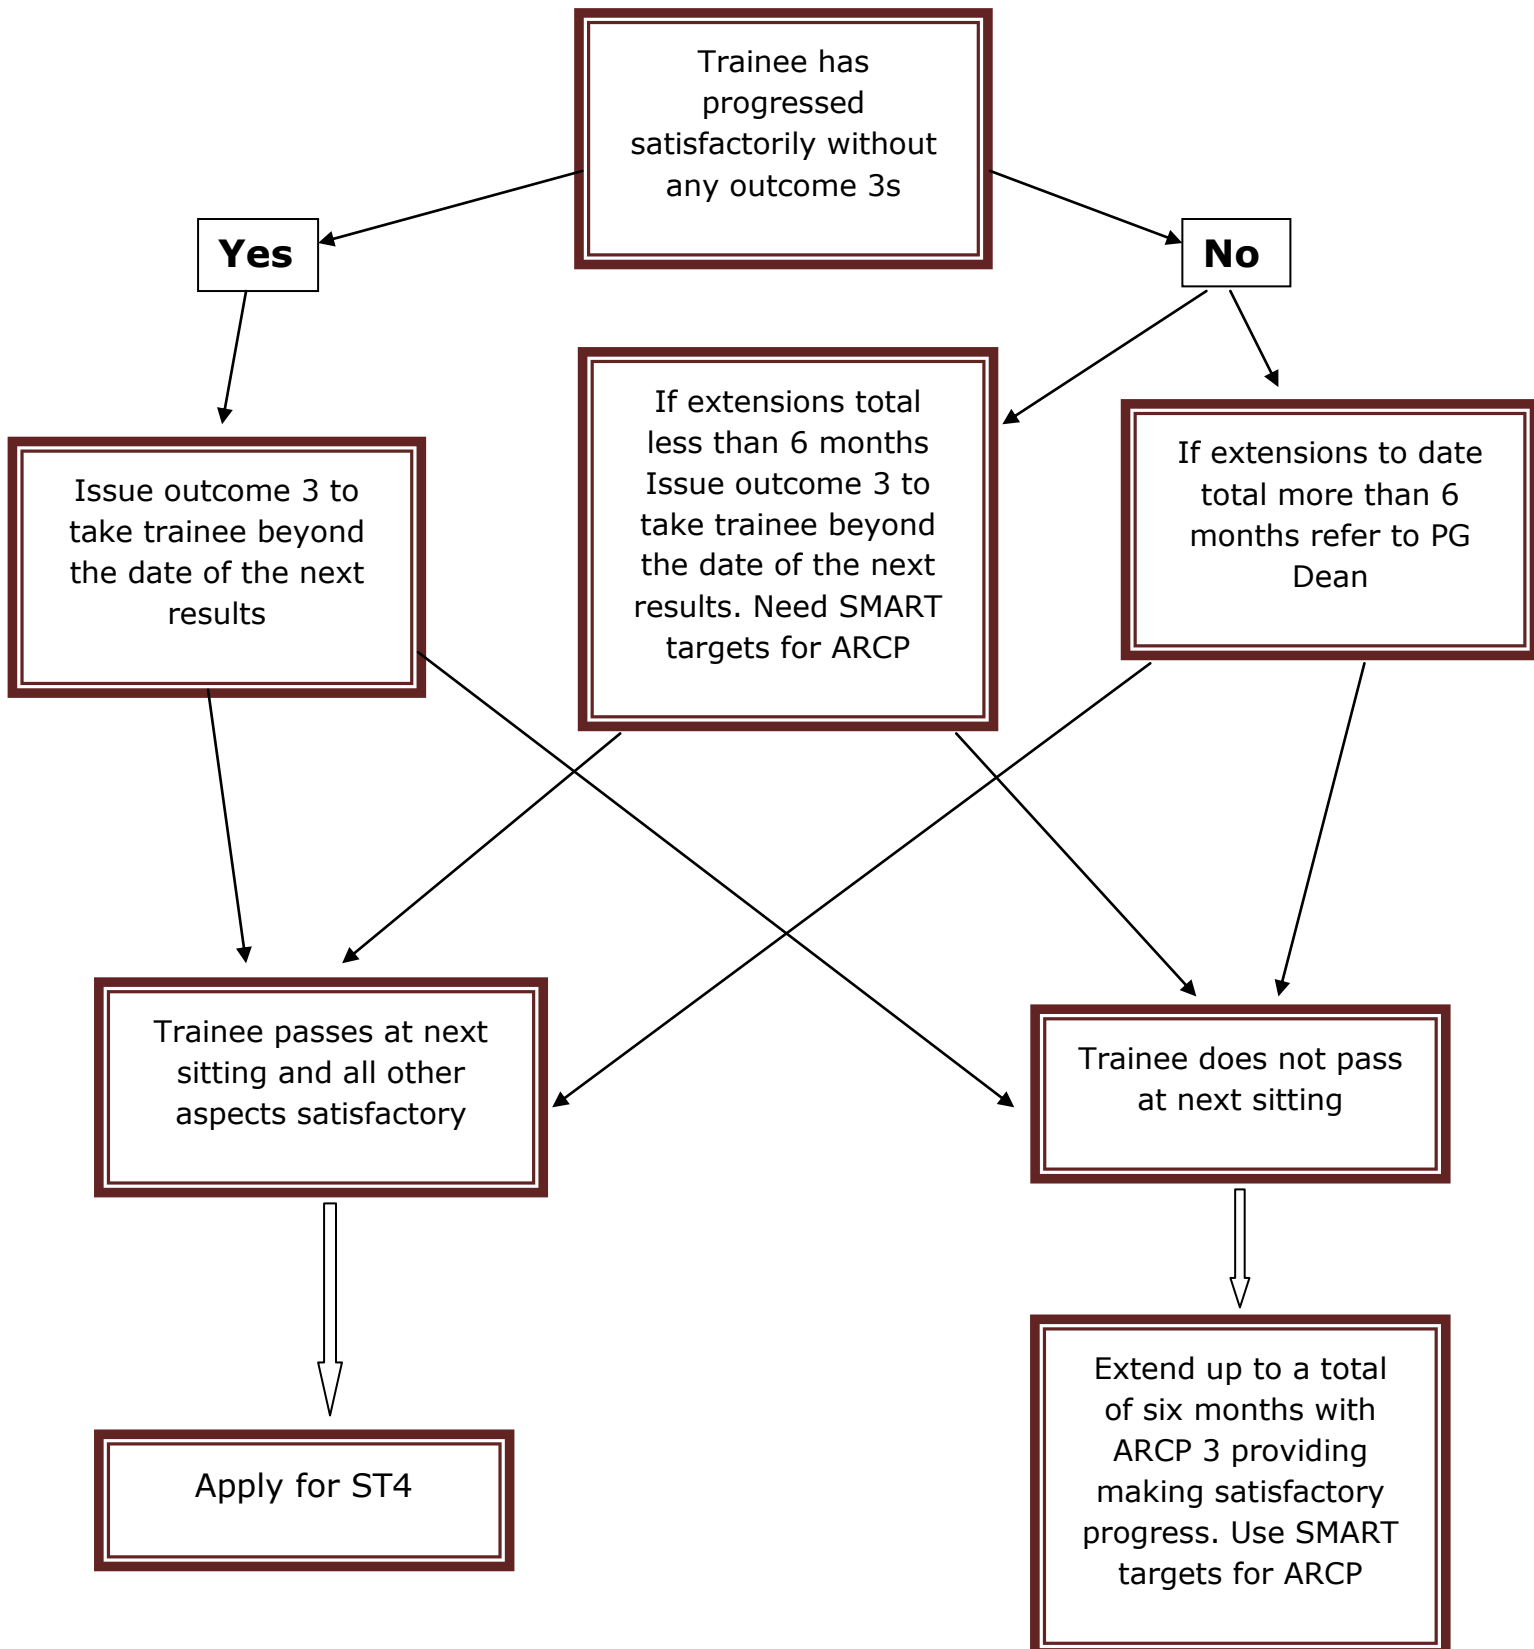 Trainee has
progressed
satisfactorily without
any outcome 3s
Yes
No
If extensions total
less than 6 months
Issue outcome 3 to
take trainee beyond
the date of the next
results. Need SMART
targets for ARCP
If extensions to date
total more than 6
months refer to PG
Dean
Issue outcome 3 to
take trainee beyond
the date of the next
results
Trainee passes at next
sitting and all other
aspects satisfactory
Trainee does not pass
at next sitting
Apply for ST4
Extend up to a total
of six months with
ARCP 3 providing
making satisfactory
progress. Use SMART
targets for ARCP